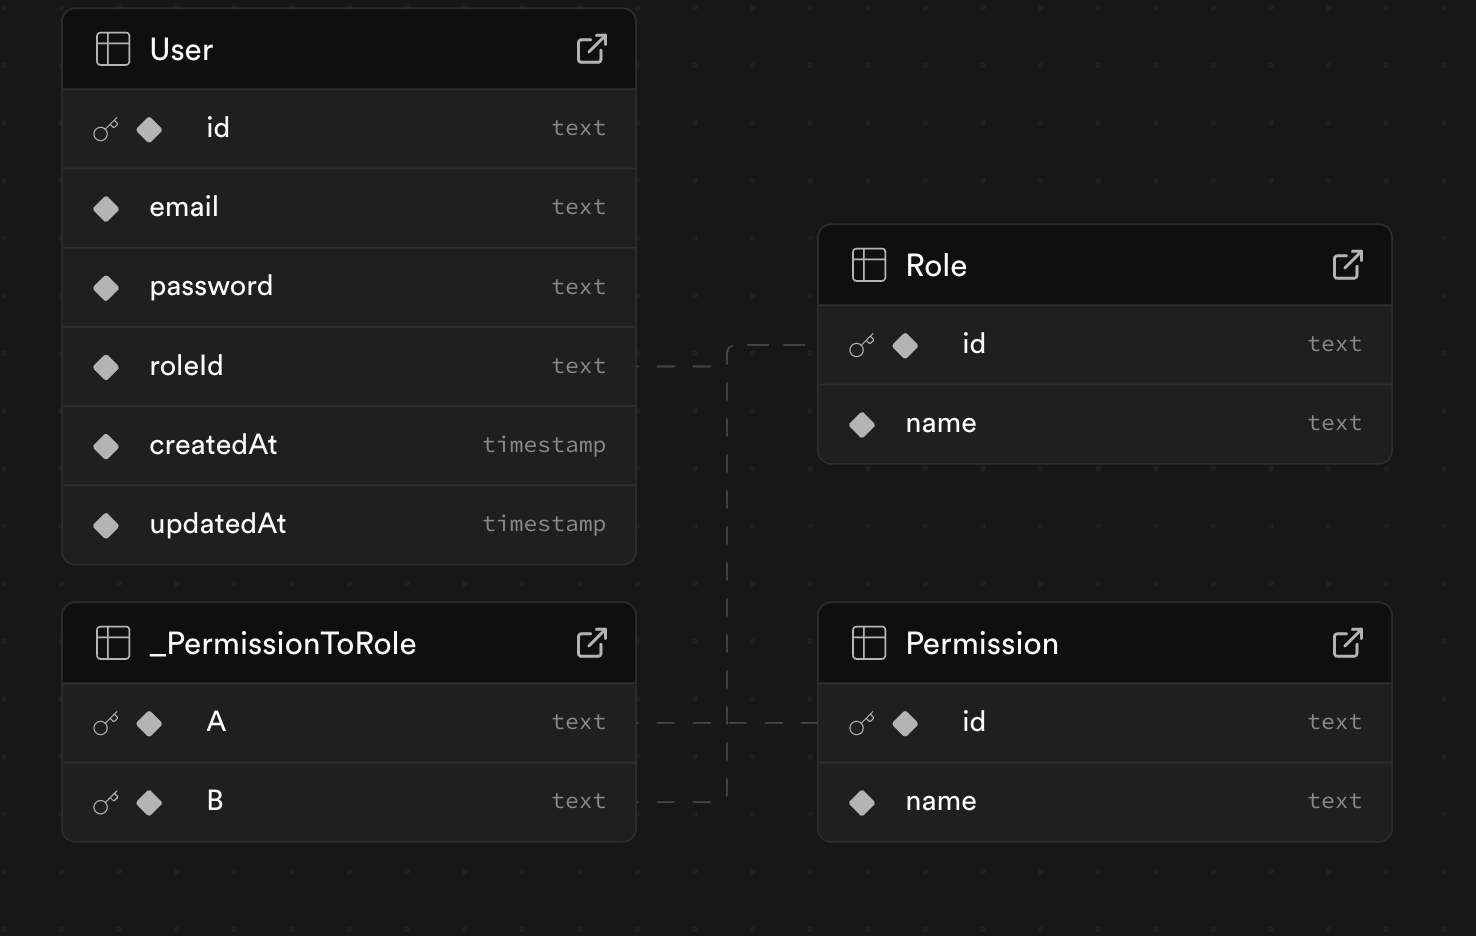 User
id text
email text
password text
roleId text
createdAt timestamp
updatedAt timestamp
Role
id text
name text
_PermissionToRole
A text
B text
Permission
id text
name text